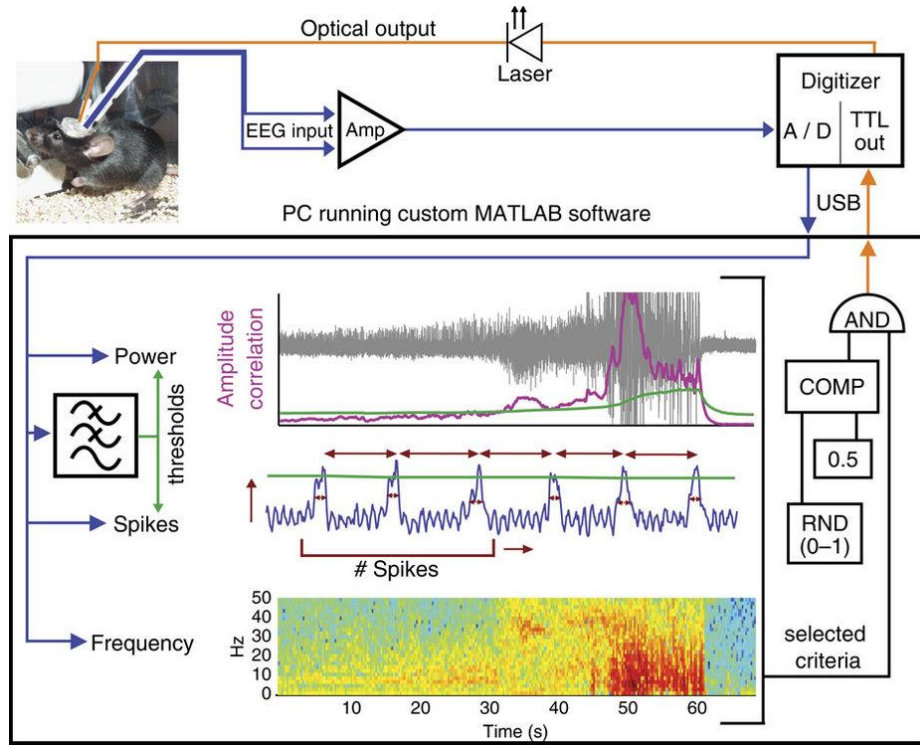 Optical output
Laser
Digitizer
A / D
TTL
out
EEG input
Amp
USB
PC running custom MATLAB software
AND
COMP
0.5
RND
(0–1)
selected
criteria
Power
thresholds
Spikes
Frequency
Amplitude
correlation
# Spikes
50
40
30
20
10
0
Hz
10 20 30 40 50 60
Time (s)